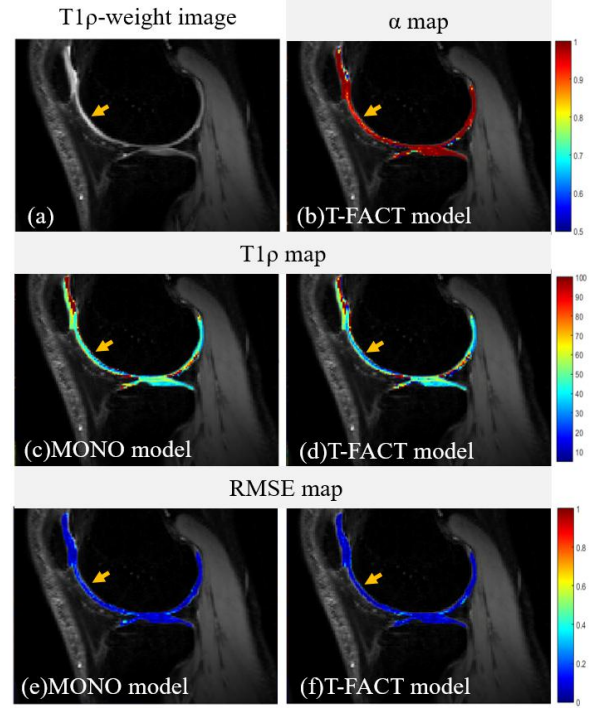 T1ρ-weight image
α map
(a)
(b)T-FACT model
1
0.9
0.8
0.7
0.6
0.5
T1ρ map
(c)MONO model
(d)T-FACT model
100
90
80
70
60
50
40
30
20
10
RMSE map
(e)MONO model
(f)T-FACT model
1
0.8
0.6
0.4
0.2
0